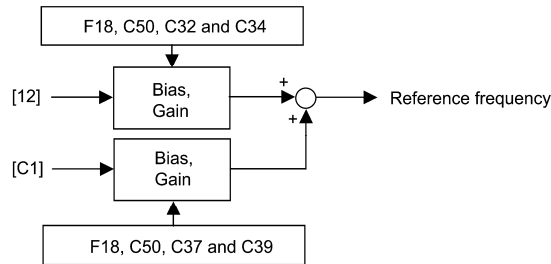 F18, C50, C32 and C34
[12]
Bias,
Gain
+
+
Reference frequency
[C1]
Bias,
Gain
F18, C50, C37 and C39